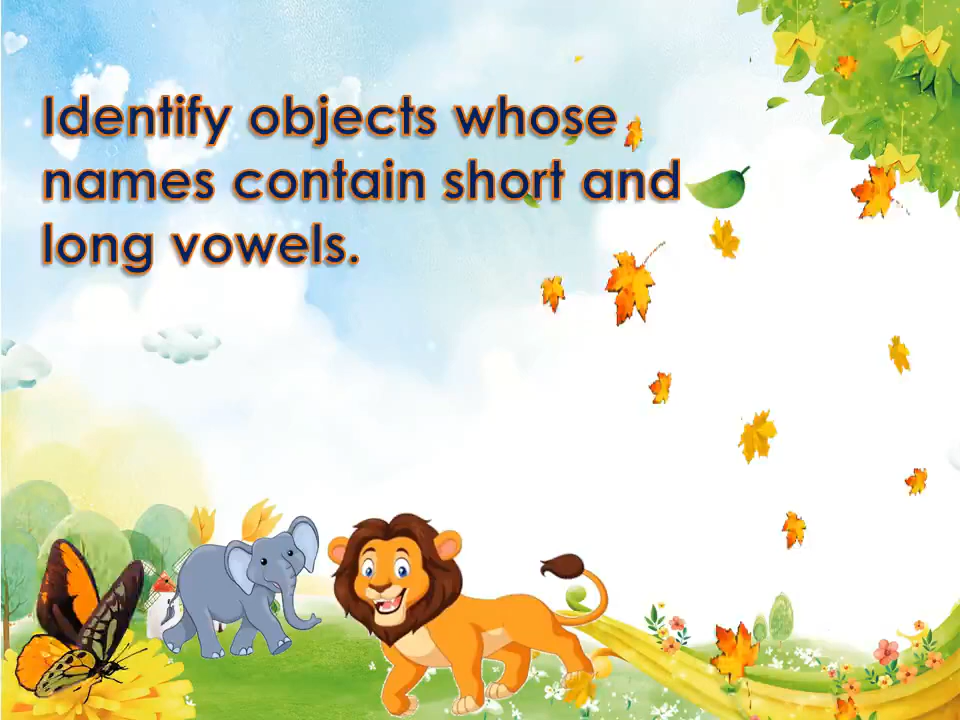 Identify objects whose
names contain short and
long vowels.